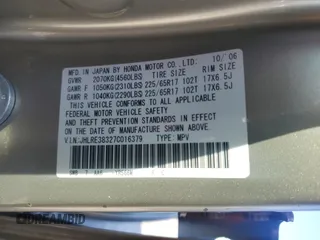 MFD. IN JAPAN BY HONDA MOTOR CO., LTD. 10/06
GVWR 2070KG(4560LBS) TIRE SIZE RIM SIZE
GAWR F 1050KG(2310LBS) 225/65R17 102T 17X6.5J
GAWR R 1040KG(2290LBS) 225/65R17 102T 17X6.5J
THIS VEHICLE CONFORMS TO ALL APPLICABLE
FEDERAL MOTOR VEHICLE SAFETY, BUMPER
AND THEFT PREVENTION STANDARDS IN EFFECT
ON THE DATE OF MANUFACTURE SHOWN ABOVE.
VIN:JHLRE38327C016379 TYPE: MPV
DREAMBID